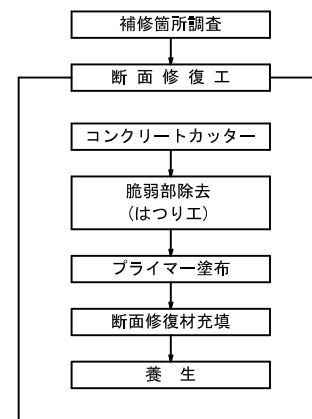 補修箇所調査
断 面 修 復 工
コンクリートカッター
脆弱部除去
(はつり工)
プライマー塗布
断面修復材充填
養　生